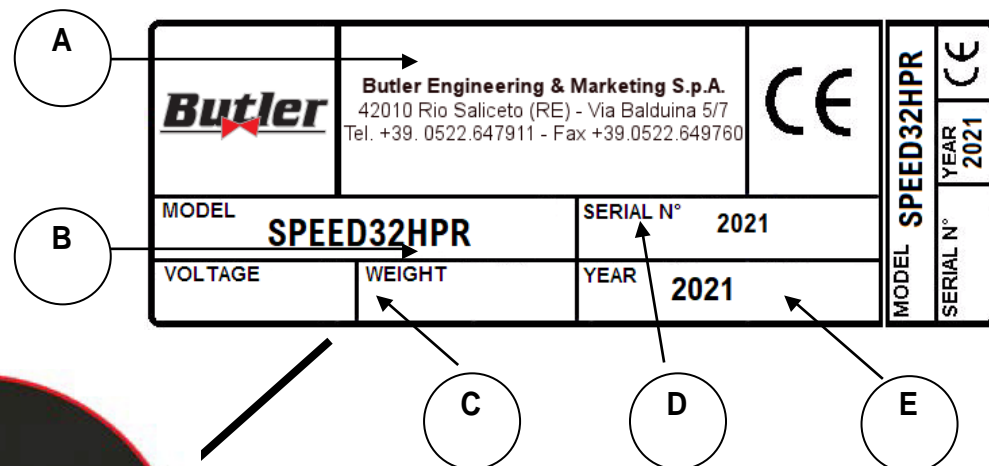 A
Butler
Butler Engineering & Marketing S.p.A.
42010 Rio Saliceto (RE) - Via Balduina 5/7
Tel. +39. 0522.647911 - Fax +39.0522.649760
CE
B
MODEL SPEED32HPR
SERIAL N° 2021
VOLTAGE
WEIGHT
YEAR 2021
MODEL SPEED32HPR
CE
YEAR 2021
SERIAL N°
C
D
E